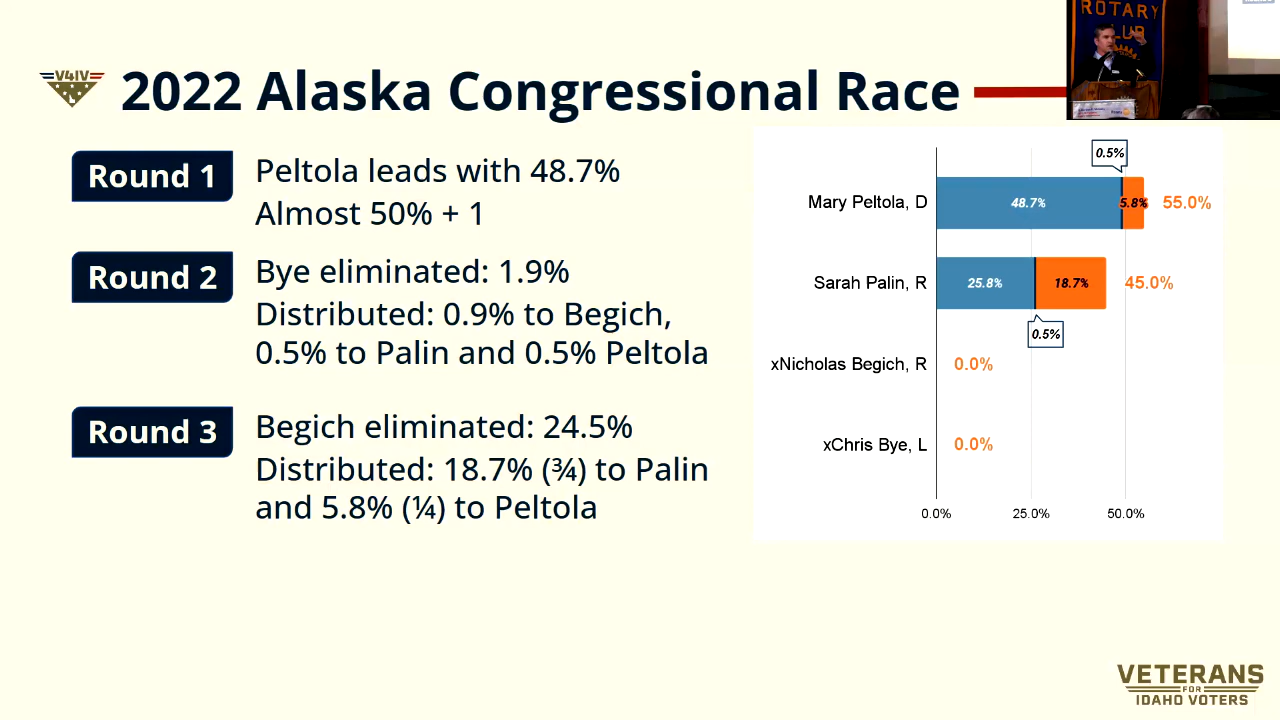 ROTARY
CLUB
V4IV
2022 Alaska Congressional Race
Round 1
Peltola leads with 48.7%
Almost 50% + 1
Round 2
Bye eliminated: 1.9%
Distributed: 0.9% to Begich,
0.5% to Palin and 0.5% Peltola
Round 3
Begich eliminated: 24.5%
Distributed: 18.7% (¾) to Palin
and 5.8% (¼) to Peltola
0.5%
Mary Peltola, D 48.7% 5.8% 55.0%
Sarah Palin, R 25.8% 18.7% 45.0%
0.5%
xNicholas Begich, R 0.0%
xChris Bye, L 0.0%
0.0% 25.0% 50.0%
VETERANS
FOR
IDAHO VOTERS